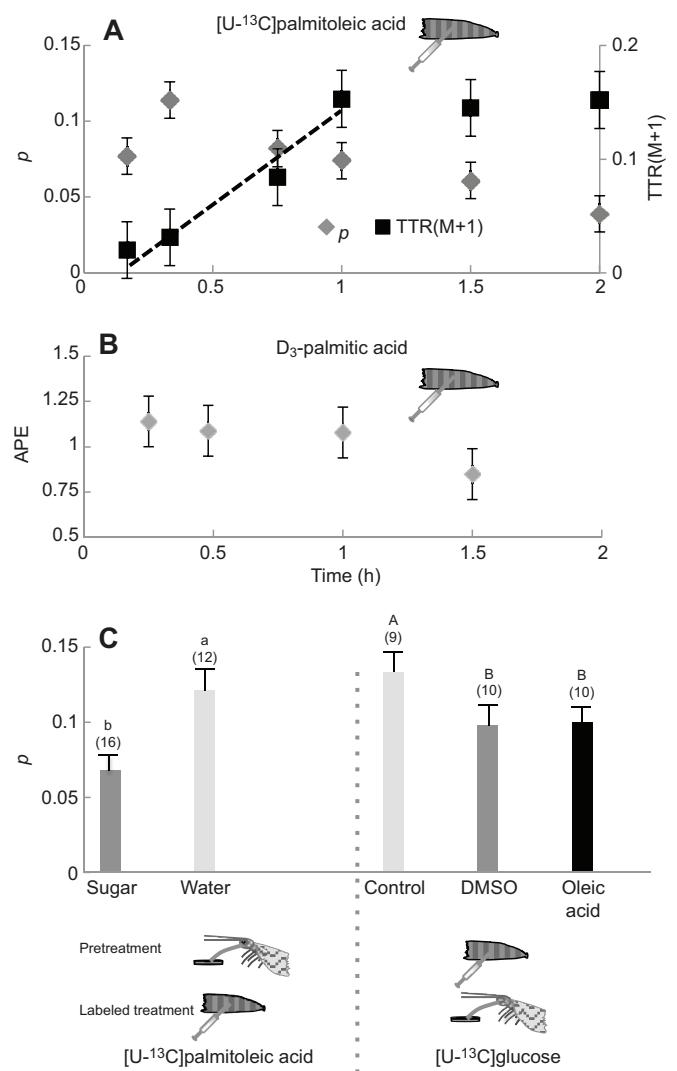 A
[U-13C]palmitoleic acid
0.15
0.1
0.05
0
p
0.2
0.1
0
TTR(M+1)
p
TTR(M+1)
0
0.5
1
1.5
2
B
D3-palmitic acid
1.5
1.25
1
0.75
0.5
APE
0
0.5
1
1.5
2
Time (h)
C
0.15
0.1
0.05
0
p
b
(16)
a
(12)
A
(9)
B
(10)
B
(10)
Sugar
Water
Control
DMSO
Oleic
acid
Pretreatment
Labeled treatment
[U-13C]palmitoleic acid
[U-13C]glucose